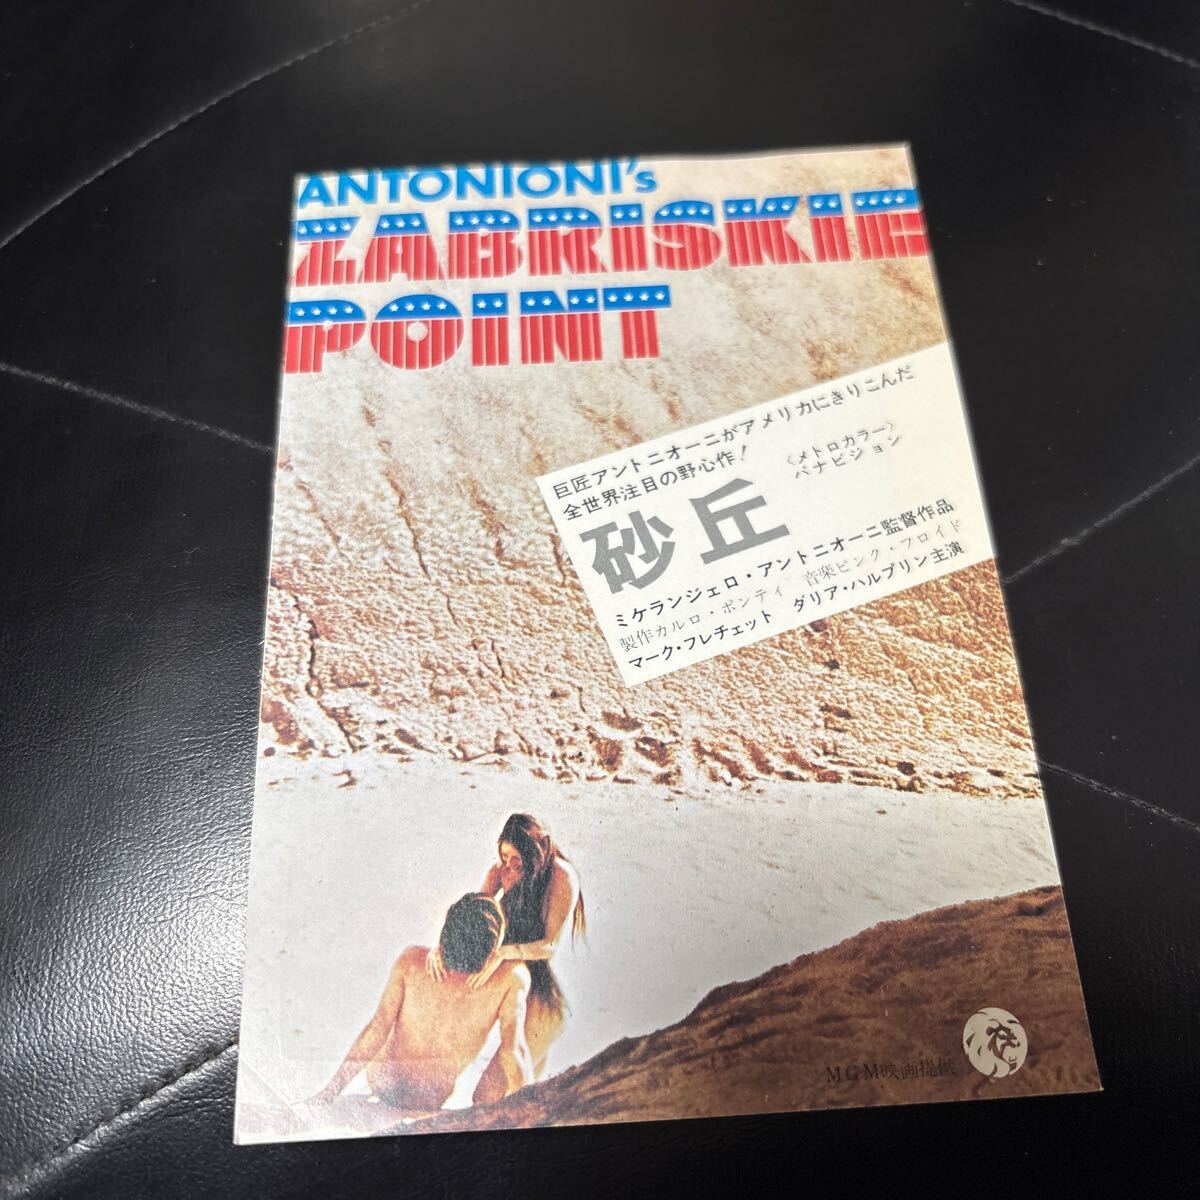 ANTONIONI's
ZABRISKIE
POINT
巨匠アントニオーニがアメリカにきりこんだ
全世界注目の野心作!
〈メトロカラー〉
パナビジョン
砂丘
ミケランジェロ・アントニオーニ監督作品
製作カルロ・ポンティ 音楽ピンク・フロイド
マーク・フレチェット ダリア・ハルプリン主演
MGM映画提供